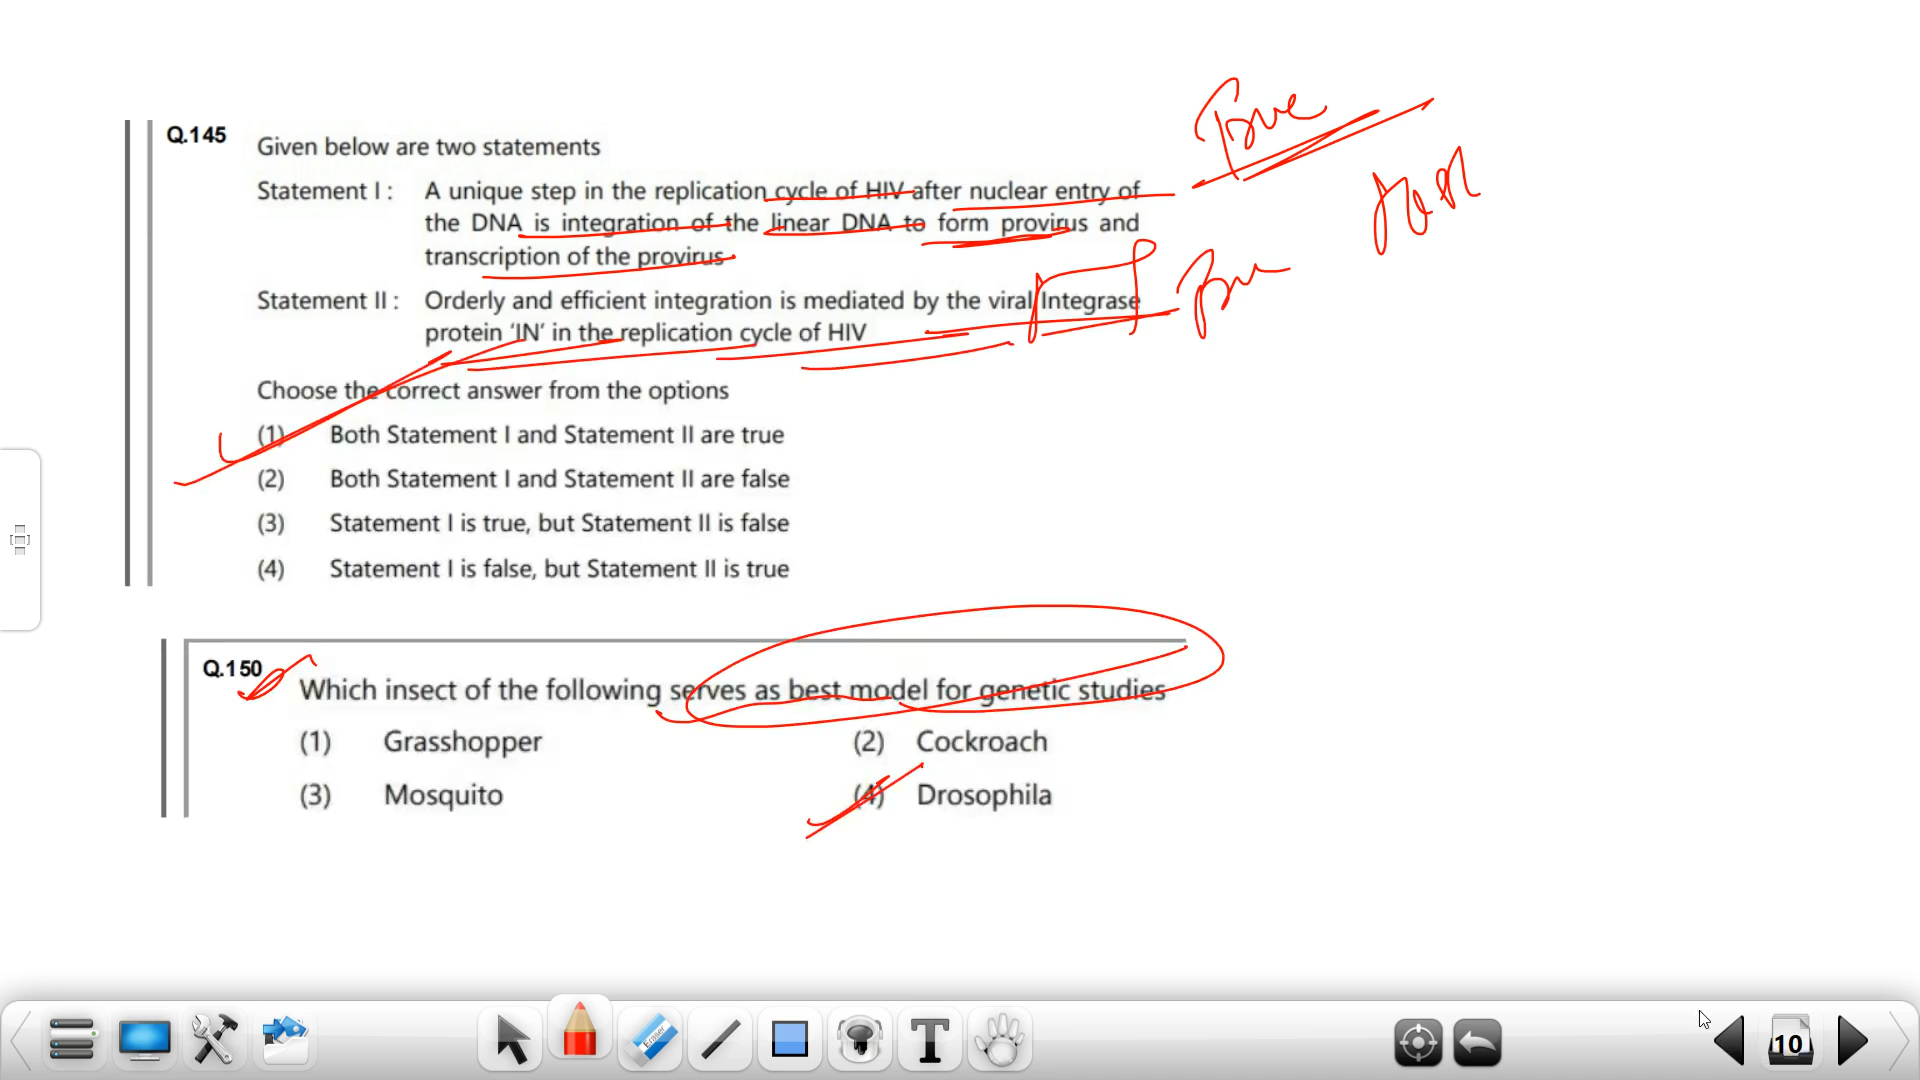 True
Q.145
Given below are two statements
Statement I : A unique step in the replication cycle of HIV after nuclear entry of
the DNA is integration of the linear DNA to form provirus and
transcription of the provirus
Statement II : Orderly and efficient integration is mediated by the viral Integrase
protein ‘IN’ in the replication cycle of HIV
Choose the correct answer from the options
(1) Both Statement I and Statement II are true
(2) Both Statement I and Statement II are false
(3) Statement I is true, but Statement II is false
(4) Statement I is false, but Statement II is true
Q.150
Which insect of the following serves as best model for genetic studies
(1) Grasshopper (2) Cockroach
(3) Mosquito (4) Drosophila
Eraser
T
10